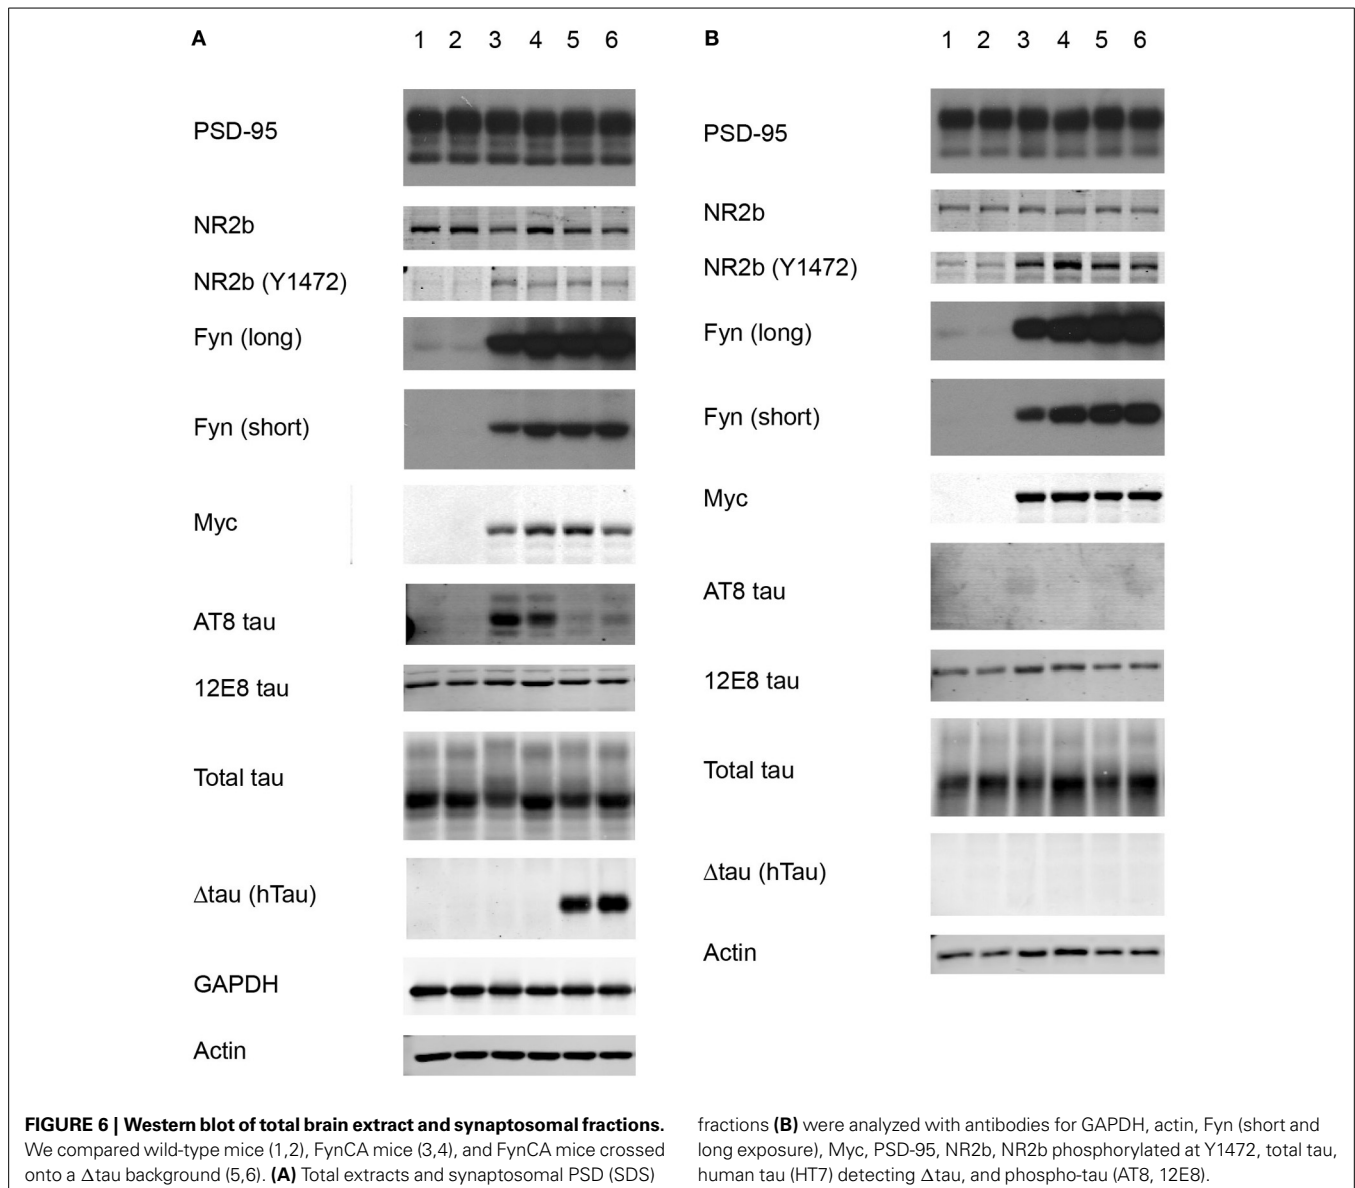 A 1 2 3 4 5 6
PSD-95
NR2b
NR2b (Y1472)
Fyn (long)
Fyn (short)
Myc
AT8 tau
12E8 tau
Total tau
Δtau (hTau)
GAPDH
Actin
B 1 2 3 4 5 6
PSD-95
NR2b
NR2b (Y1472)
Fyn (long)
Fyn (short)
Myc
AT8 tau
12E8 tau
Total tau
Δtau (hTau)
Actin
FIGURE 6 | Western blot of total brain extract and synaptosomal fractions.
We compared wild-type mice (1,2), FynCA mice (3,4), and FynCA mice crossed
onto a Δtau background (5,6). (A) Total extracts and synaptosomal PSD (SDS)
fractions (B) were analyzed with antibodies for GAPDH, actin, Fyn (short and
long exposure), Myc, PSD-95, NR2b, NR2b phosphorylated at Y1472, total tau,
human tau (HT7) detecting Δtau, and phospho-tau (AT8, 12E8).